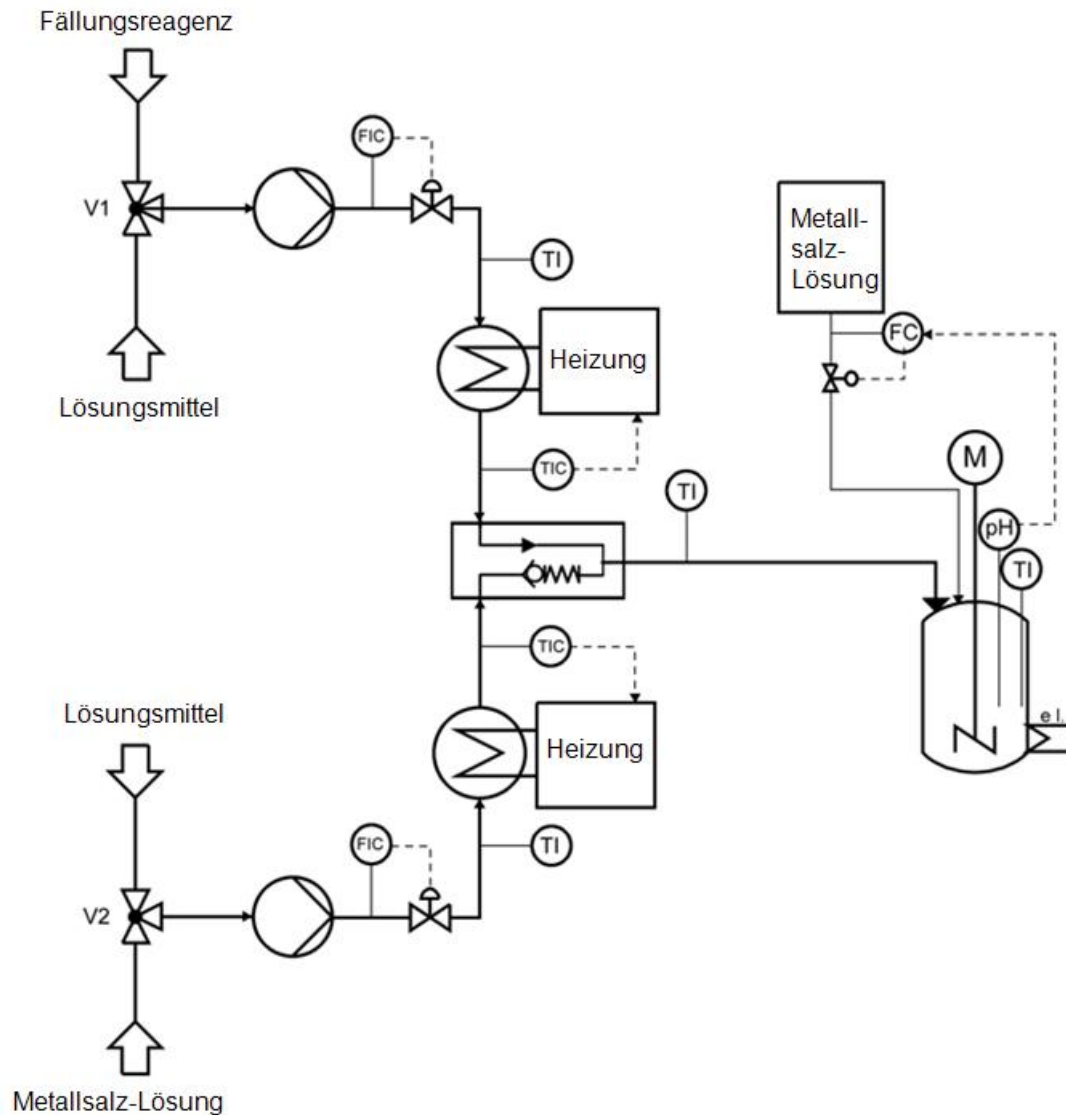 Fällungsreagenz
FIC
V1
TI
Lösungsmittel
Heizung
TIC
Metall-
salz-
Lösung
FC
M
pH
TI
TI
el.
Lösungsmittel
TIC
Heizung
FIC
TI
V2
Metallsalz-Lösung